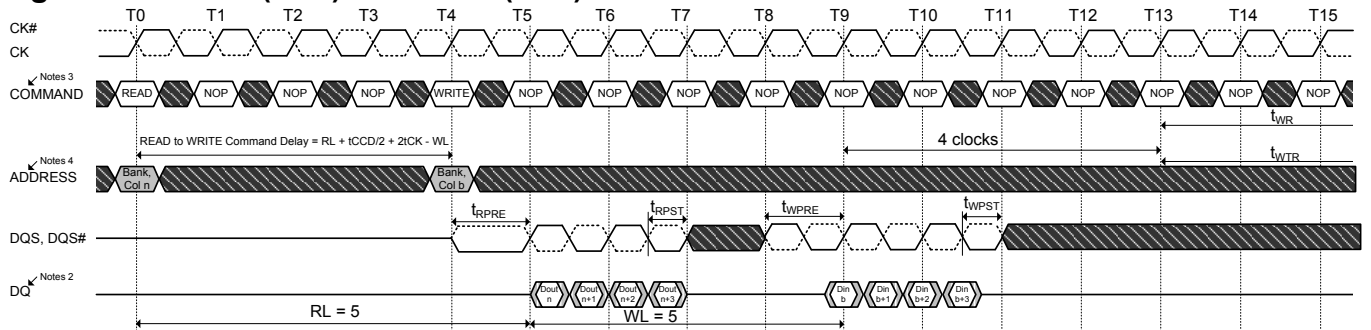 T0 T1 T2 T3 T4 T5 T6 T7 T8 T9 T10 T11 T12 T13 T14 T15
CK#
CK
Notes 3
COMMAND READ NOP NOP NOP WRITE NOP NOP NOP NOP NOP NOP NOP NOP NOP NOP NOP
tWR
READ to WRITE Command Delay = RL + tCCD/2 + 2tCK - WL
4 clocks
tWTR
Notes 4
ADDRESS
Bank,
Col n
Bank,
Col b
tRPRE tRPST tWPRE tWPST
DQS, DQS#
Notes 2
DQ
Dout
n
Dout
n+1
Dout
n+2
Dout
n+3
Din
b
Din
b+1
Din
b+2
Din
b+3
RL = 5 WL = 5